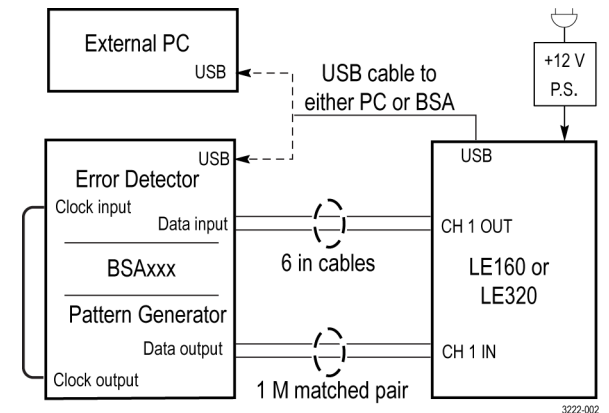 External PC
USB
USB cable to
either PC or BSA
+12 V
P.S.
USB
Error Detector
Clock input
Data input
BSAxxx
Pattern Generator
Data output
Clock output
6 in cables
1 M matched pair
USB
CH 1 OUT
LE160 or
LE320
CH 1 IN
3222-002